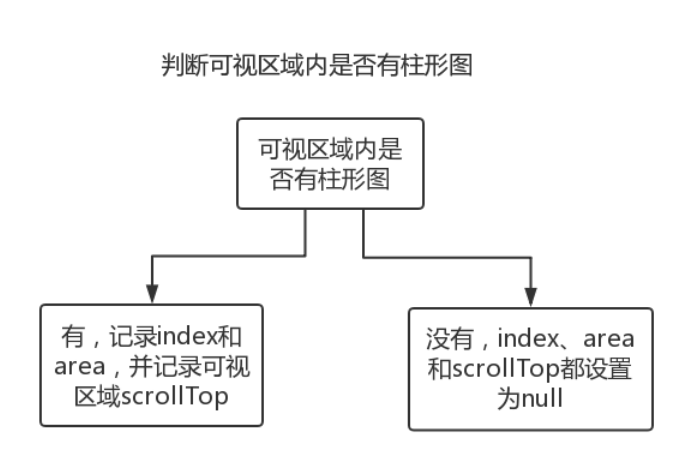 判断可视区域内是否有柱形图
可视区域内是
否有柱形图
有，记录index和
area，并记录可视
区域scrollTop
没有，index、area
和scrollTop都设置
为null